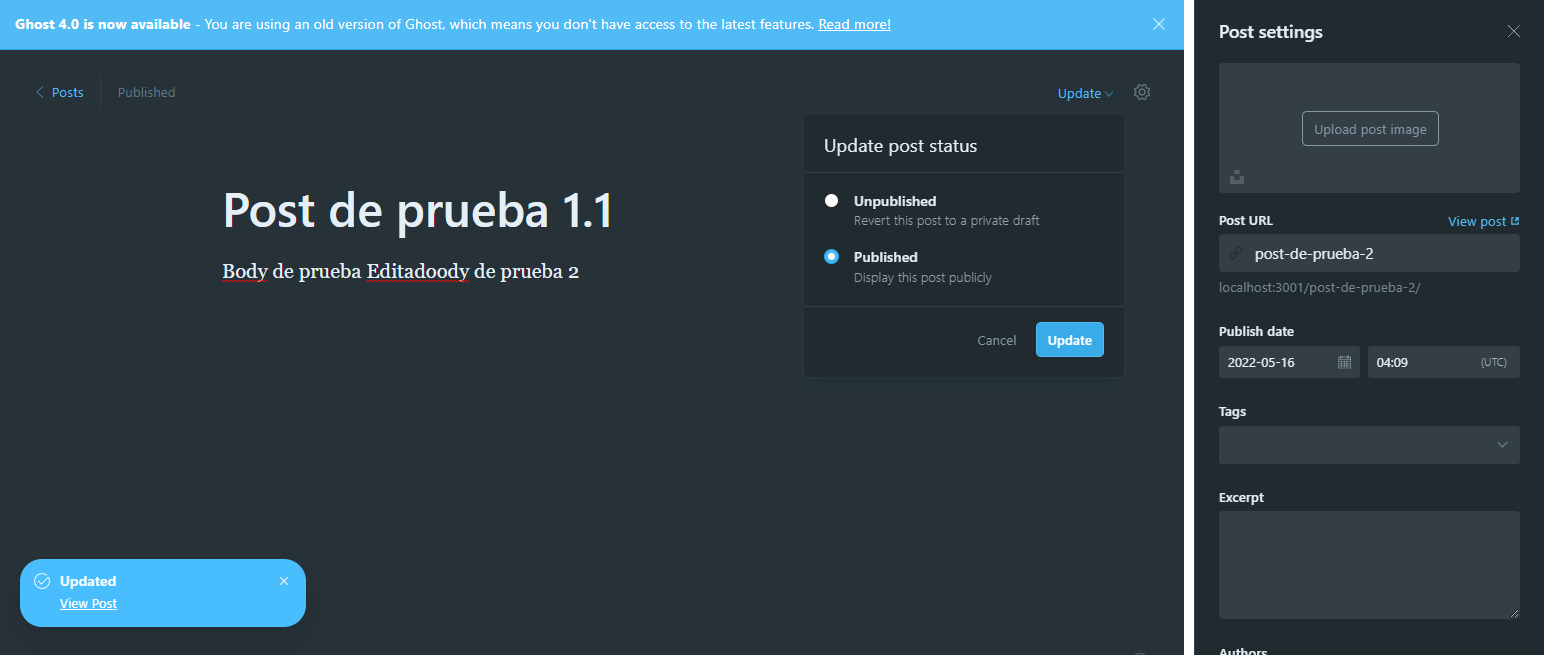 Ghost 4.0 is now available - You are using an old version of Ghost, which means you don't have access to the latest features. Read more!
Posts
Published
Update
Update post status
Unpublished
Revert this post to a private draft
Published
Display this post publicly
Cancel
Update
Post de prueba 1.1
Body de prueba Editadoody de prueba 2
Updated
View Post
Post settings
Upload post image
Post URL
View post
post-de-prueba-2
localhost:3001/post-de-prueba-2/
Publish date
2022-05-16
04:09 (UTC)
Tags
Excerpt
Authors